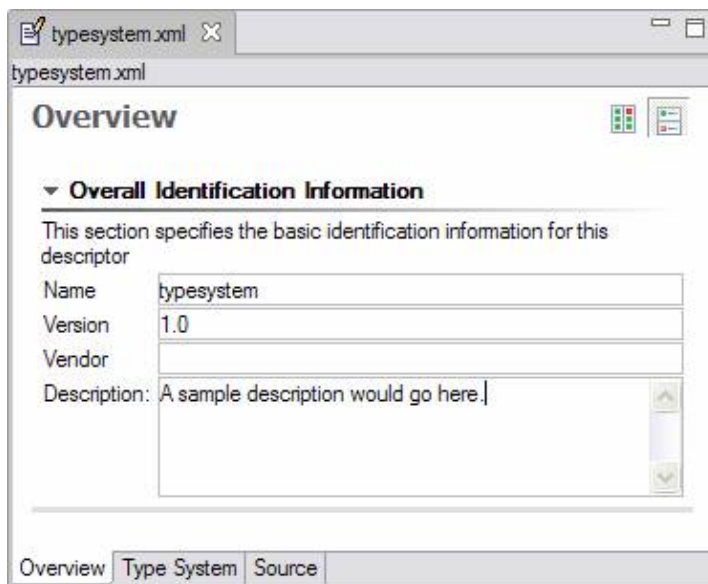 typesystem.xml
typesystem.xml
Overview
Overall Identification Information
This section specifies the basic identification information for this
descriptor
Name typesystem
Version 1.0
Vendor
Description: A sample description would go here.
Overview Type System Source